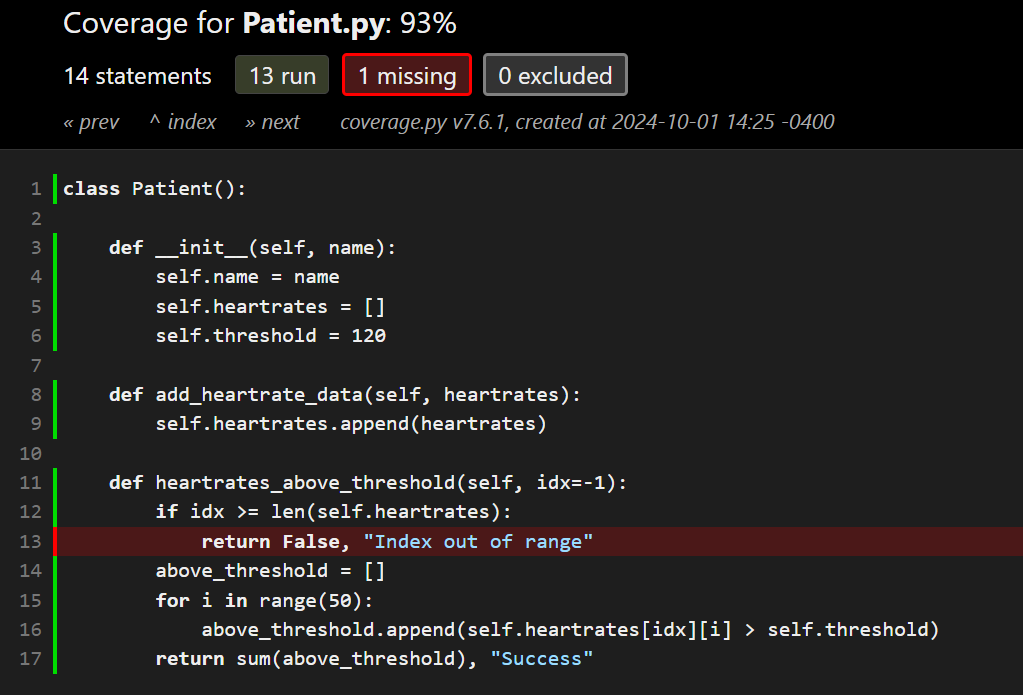 Coverage for Patient.py: 93%
14 statements 13 run 1 missing 0 excluded
« prev ^ index » next coverage.py v7.6.1, created at 2024-10-01 14:25 -0400
1 class Patient():
2
3     def __init__(self, name):
4         self.name = name
5         self.heartrates = []
6         self.threshold = 120
7
8     def add_heartrate_data(self, heartrates):
9         self.heartrates.append(heartrates)
10
11     def heartrates_above_threshold(self, idx=-1):
12         if idx >= len(self.heartrates):
13             return False, "Index out of range"
14         above_threshold = []
15         for i in range(50):
16             above_threshold.append(self.heartrates[idx][i] > self.threshold)
17         return sum(above_threshold), "Success"